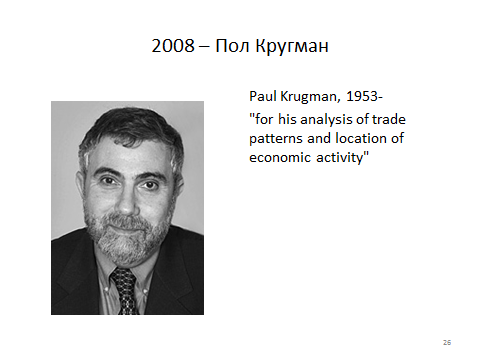 2008 – Пол Кругман
Paul Krugman, 1953-
"for his analysis of trade
patterns and location of
economic activity"
26